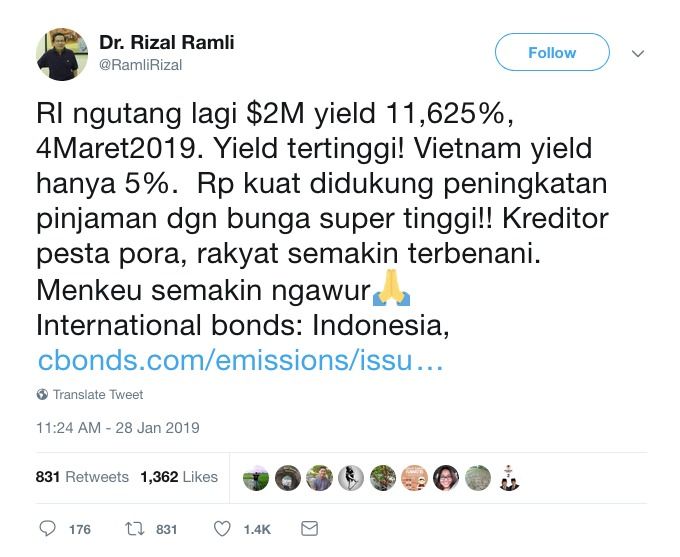 Dr. Rizal Ramli
@RamliRizal
Follow
RI ngutang lagi $2M yield 11,625%,
4Maret2019. Yield tertinggi! Vietnam yield
hanya 5%. Rp kuat didukung peningkatan
pinjaman dgn bunga super tinggi!! Kreditor
pesta pora, rakyat semakin terbenani.
Menkeu semakin ngawur🙏
International bonds: Indonesia,
cbonds.com/emissions/issu…
Translate Tweet
11:24 AM - 28 Jan 2019
831 Retweets 1,362 Likes
176 831 1.4K